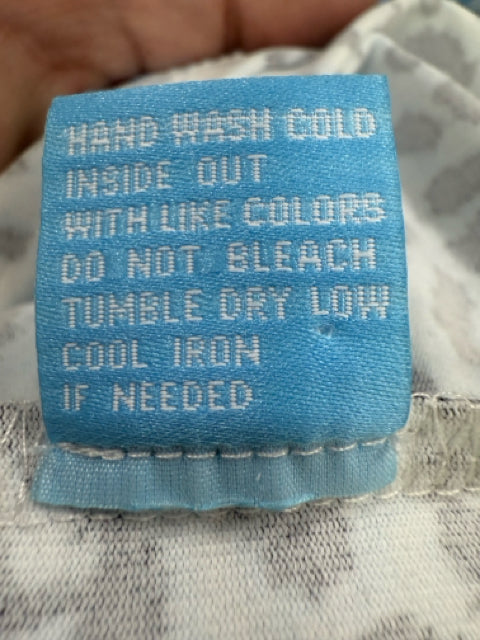 HAND WASH COLD
INSIDE OUT
WITH LIKE COLORS
DO NOT BLEACH
TUMBLE DRY LOW
COOL IRON
IF NEEDED